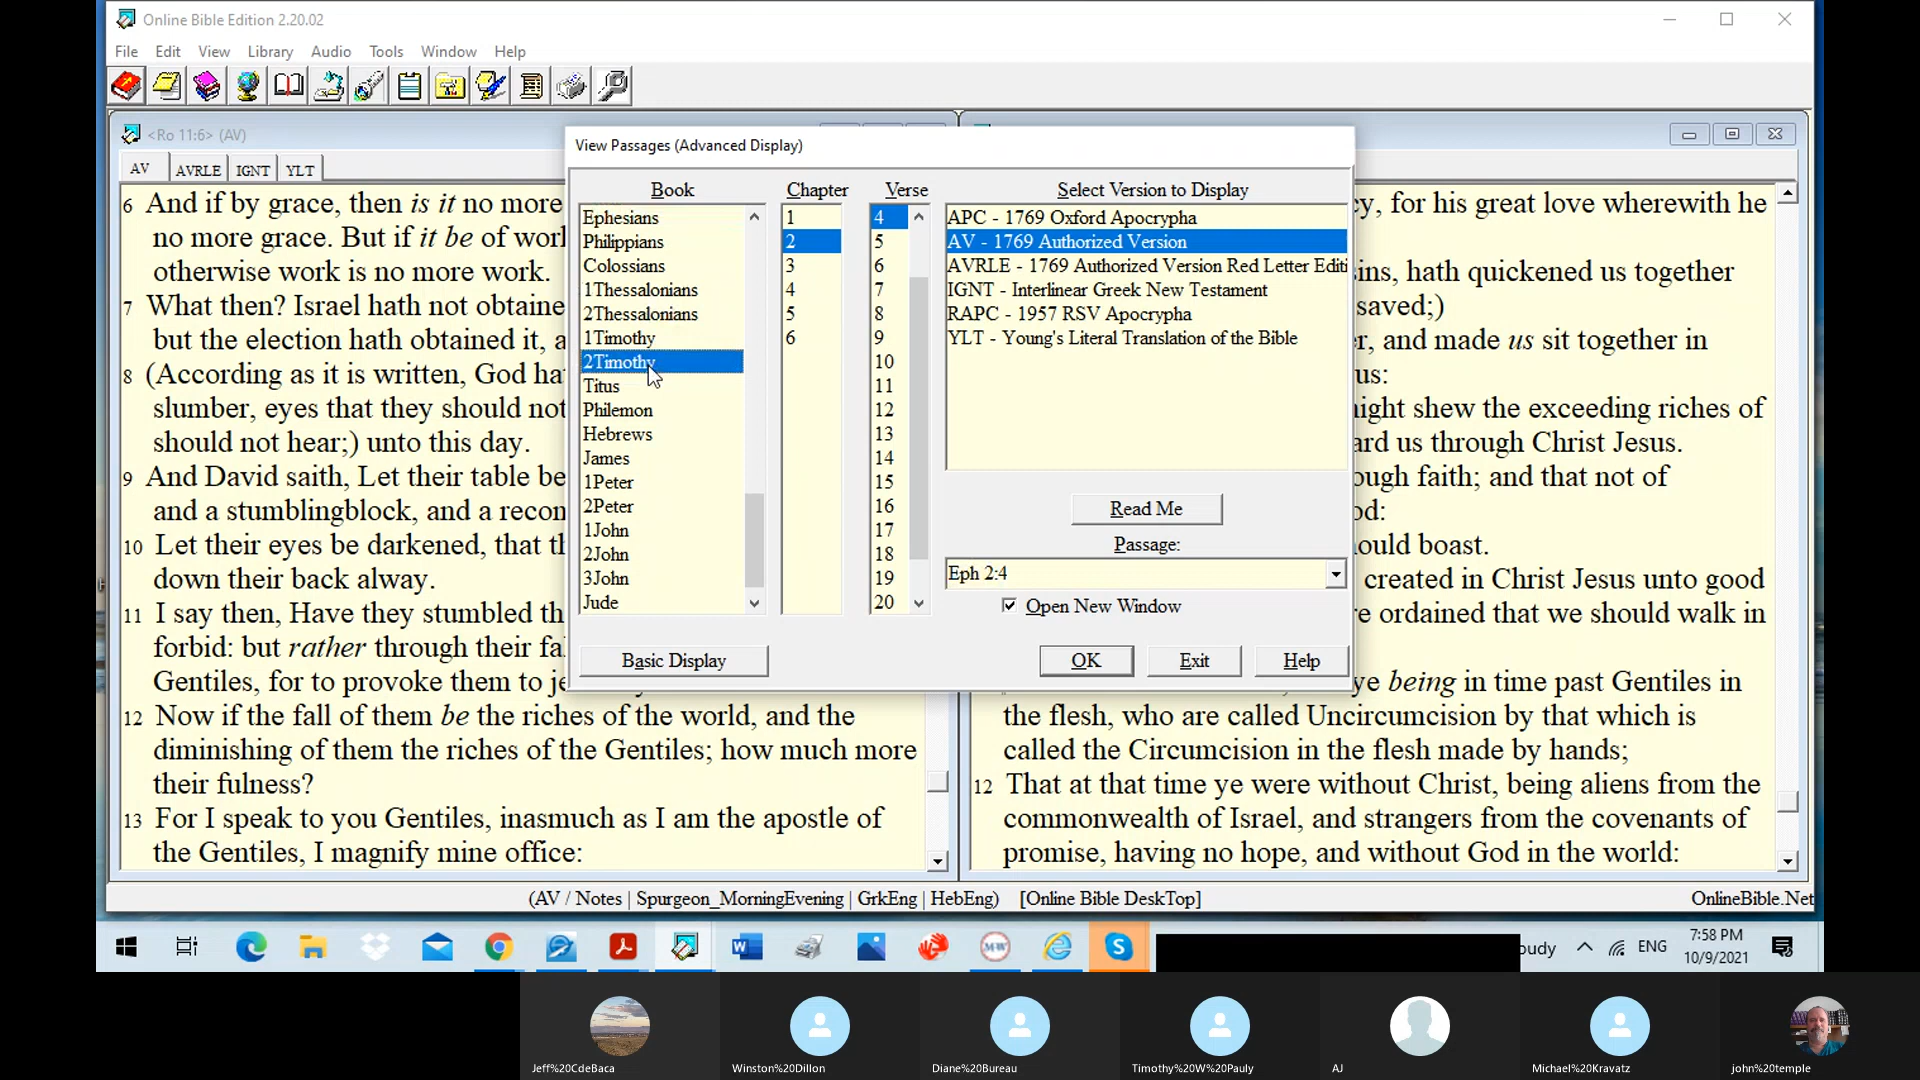 Online Bible Edition 2.20.02
File Edit View Library Audio Tools Window Help
<Ro 11:6> (AV)
AV AVRLE IGNT YLT
6 And if by grace, then is it no more
no more grace. But if it be of
otherwise work is no more work.
7 What then? Israel hath not
but the election hath obtained it,
8 (According as it is written, God
slumber, eyes that they should not
should not hear;) unto this day.
9 And David saith, Let their table be
and a stumblingblock, and a
10 Let their eyes be darkened, that
down their back alway.
11 I say then, Have they stumbled
forbid: but rather through their
Gentiles, for to provoke them to
12 Now if the fall of them be the riches of the world, and the
diminishing of them the riches of the Gentiles; how much more
their fulness?
13 For I speak to you Gentiles, inasmuch as I am the apostle of
the Gentiles, I magnify mine office:
View Passages (Advanced Display)
Book
Ephesians
Philippians
Colossians
1Thessalonians
2Thessalonians
1Timothy
2Timothy
Titus
Philemon
Hebrews
James
1Peter
2Peter
1John
2John
3John
Jude
Basic Display
Chapter
1
2
3
4
5
6
Verse
4
5
6
7
8
9
10
11
12
13
14
15
16
17
18
19
20
Select Version to Display
APC - 1769 Oxford Apocrypha
AV - 1769 Authorized Version
AVRLE - 1769 Authorized Version Red Letter Editi
IGNT - Interlinear Greek New Testament
RAPC - 1957 RSV Apocrypha
YLT - Young's Literal Translation of the Bible
Read Me
Passage:
Eph 2:4
Open New Window
OK Exit Help
cy, for his great love wherewith he
sins, hath quickened us together
saved;)
r, and made us sit together in
us:
ight shew the exceeding riches of
ard us through Christ Jesus.
ough faith; and that not of
od:
ould boast.
created in Christ Jesus unto good
re ordained that we should walk in
ye being in time past Gentiles in
the flesh, who are called Uncircumcision by that which is
called the Circumcision in the flesh made by hands;
12 That at that time ye were without Christ, being aliens from the
commonwealth of Israel, and strangers from the covenants of
promise, having no hope, and without God in the world:
(AV / Notes | Spurgeon_MorningEvening | GrkEng | HebEng) [Online Bible DeskTop]
OnlineBible.Net
oudy
ENG
7:58 PM
10/9/2021
Jeff%20CdeBaca
Winston%20Dillon
Diane%20Bureau
Timothy%20W%20Pauly
AJ
Michael%20Kravatz
john%20temple